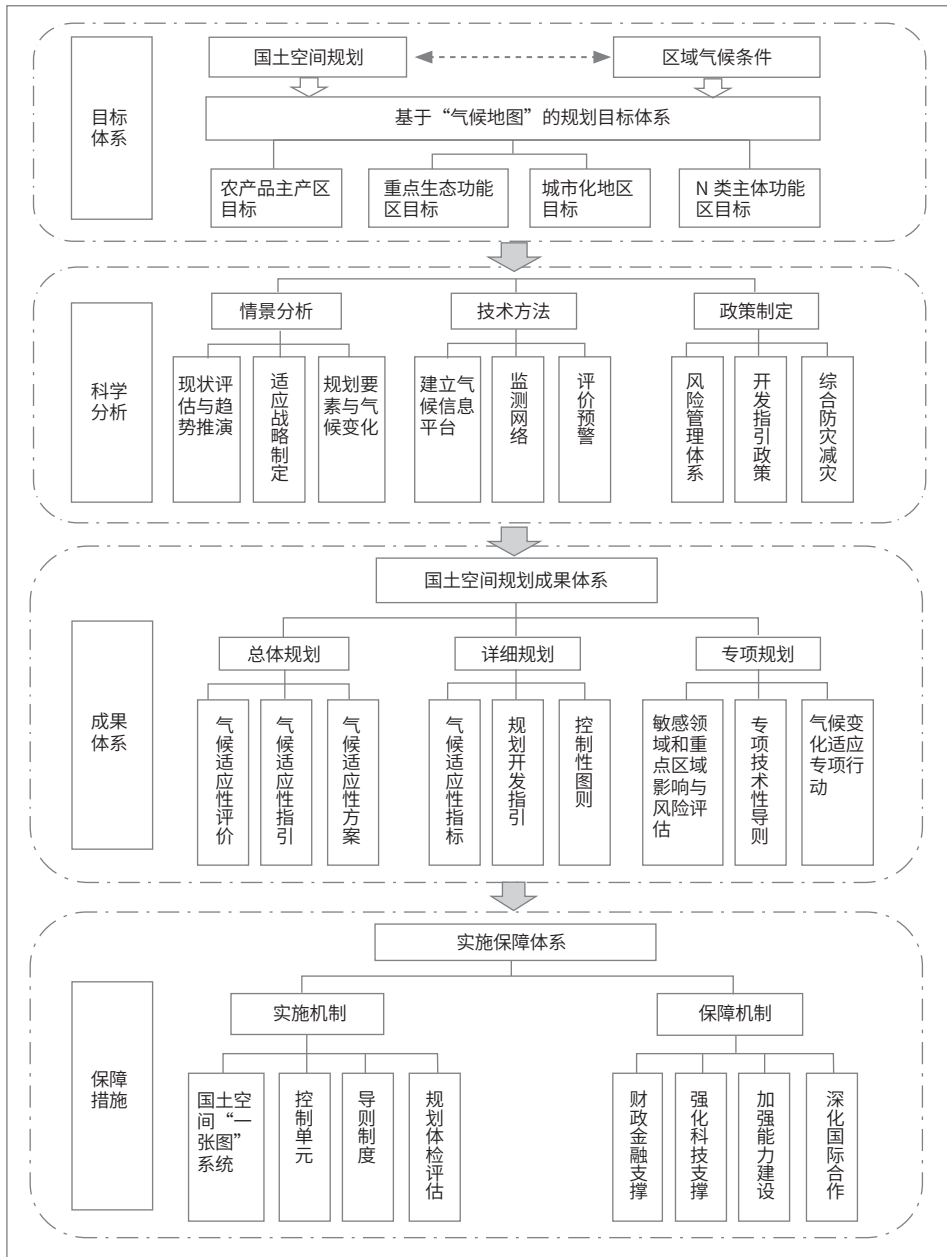 国土空间规划
区域气候条件
目标
体系
基于“气候地图”的规划目标体系
农产品主产区
目标
重点生态功能
区目标
城市化地区
目标
N 类主体功能
区目标
科学
分析
情景分析
技术方法
政策制定
现状评
估与趋
势推演
适应战略制定
规划要
素与气
候变化
建立气
候信息
平台
监测网络
评价预警
风险管理体系
开发指引政策
综合防灾减灾
国土空间规划成果体系
成果
体系
总体规划
详细规划
专项规划
气候适应性评价
气候适应性指引
气候适应性方案
气候适应性指标
规划开发指引
控制性图则
敏感领
域和重
点区域
影响与
风险评
估
专项技术性导则
气候变
化适应
专项行
动
实施保障体系
保障
措施
实施机制
保障机制
国土空
间“一
张图”
系统
控制单元
导则制度
规划体检评估
财政金融支撑
强化科技支撑
加强能力建设
深化国际合作